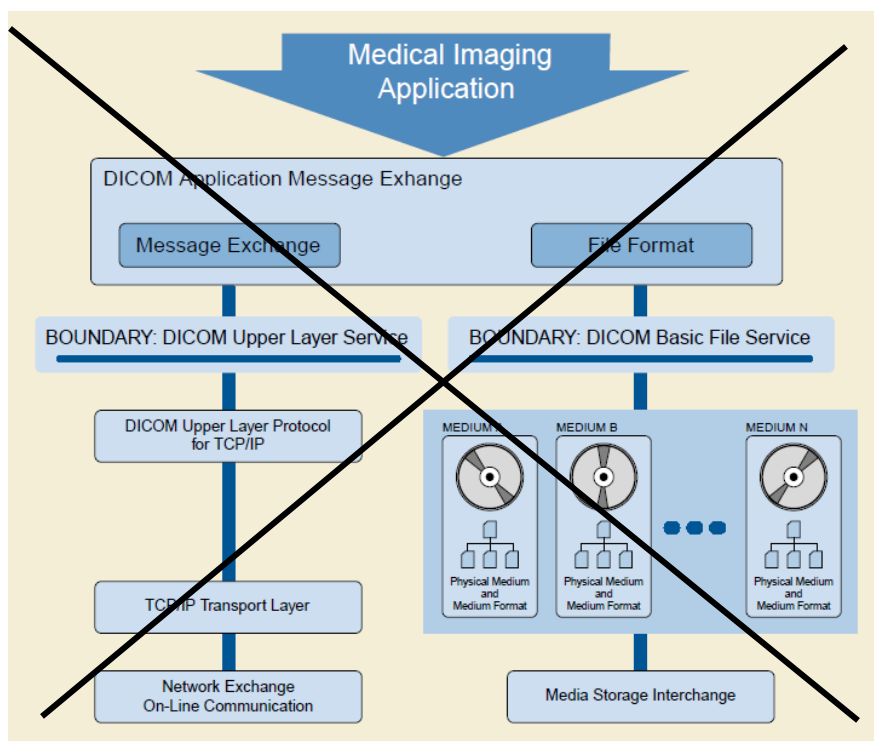 Medical Imaging
Application
DICOM Application Message Exhange
Message Exchange
File Format
BOUNDARY: DICOM Upper Layer Service
BOUNDARY: DICOM Basic File Service
DICOM Upper Layer Protocol
for TCP/IP
MEDIUM A
MEDIUM B
MEDIUM N
Physical Medium
and
Medium Format
Physical Medium
and
Medium Format
Physical Medium
and
Medium Format
TCP/IP Transport Layer
Network Exchange
On-Line Communication
Media Storage Interchange